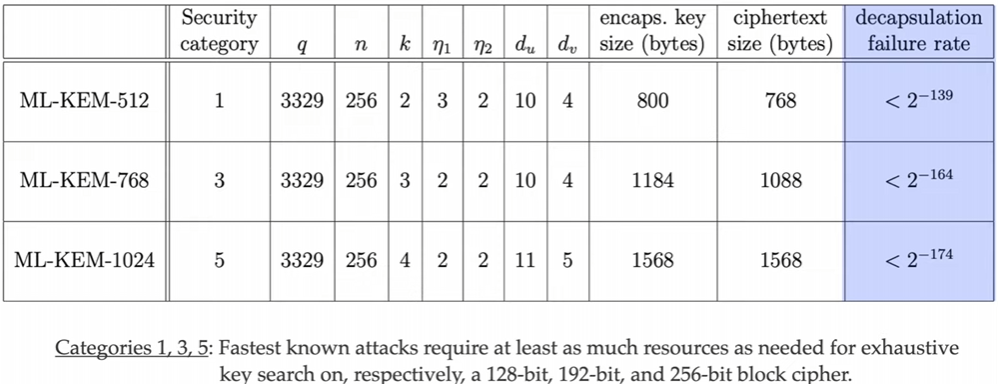 Security category q n k η₁ η₂ dᵤ dᵥ encaps. key size (bytes) ciphertext size (bytes) decapsulation failure rate
ML-KEM-512 1 3329 256 2 3 2 10 4 800 768 < 2⁻¹³⁹
ML-KEM-768 3 3329 256 3 2 2 10 4 1184 1088 < 2⁻¹⁶⁴
ML-KEM-1024 5 3329 256 4 2 2 11 5 1568 1568 < 2⁻¹⁷⁴
Categories 1, 3, 5: Fastest known attacks require at least as much resources as needed for exhaustive
key search on, respectively, a 128-bit, 192-bit, and 256-bit block cipher.